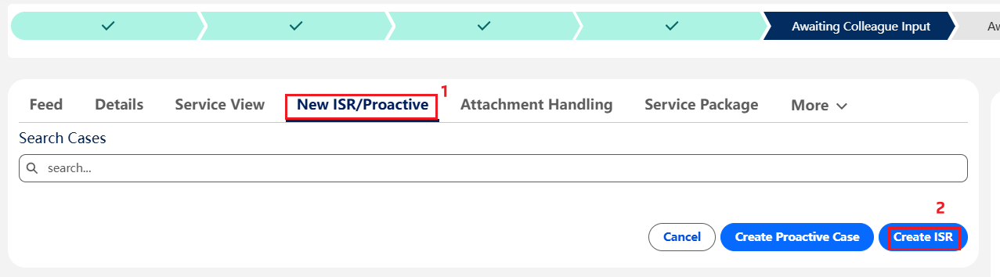 Awaiting Colleague Input
Aw
1
Feed Details Service View New ISR/Proactive Attachment Handling Service Package More
Search Cases
search...
2
Cancel Create Proactive Case Create ISR